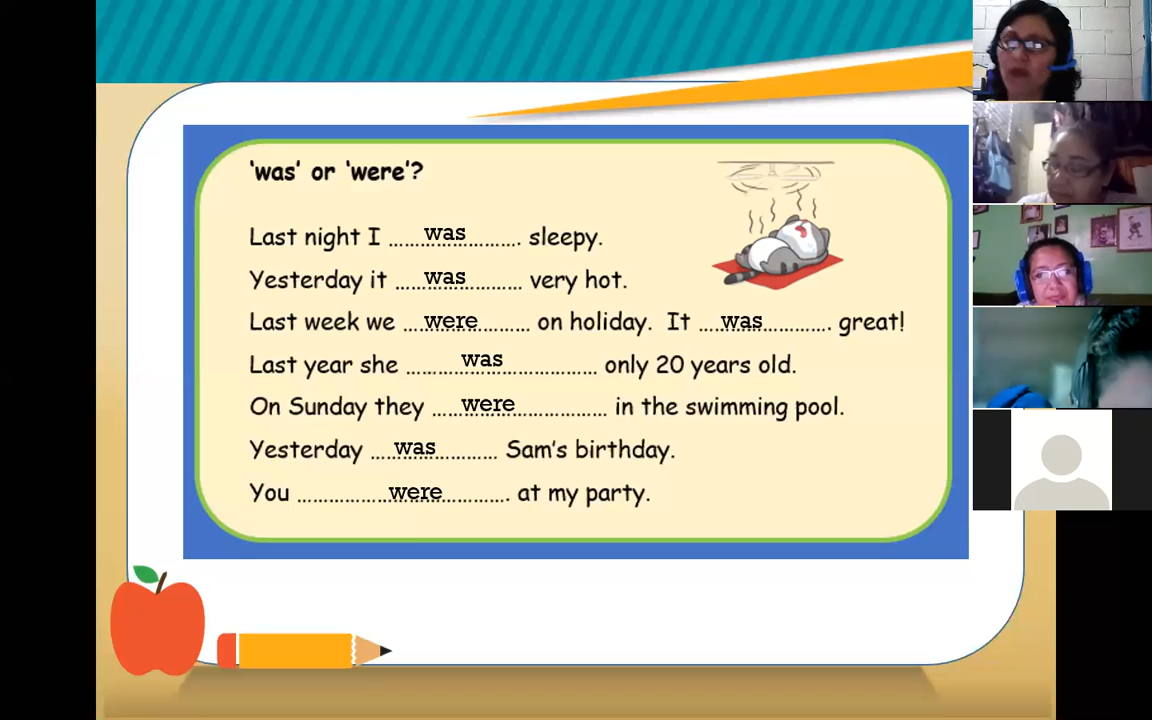 'was' or 'were'?
Last night I .....was.............. sleepy.
Yesterday it .....was.............. very hot.
Last week we .....were......... on holiday. It ....was............... great!
Last year she .........was.................. only 20 years old.
On Sunday they .....were................... in the swimming pool.
Yesterday ....was.............. Sam's birthday.
You ...............were.............. at my party.